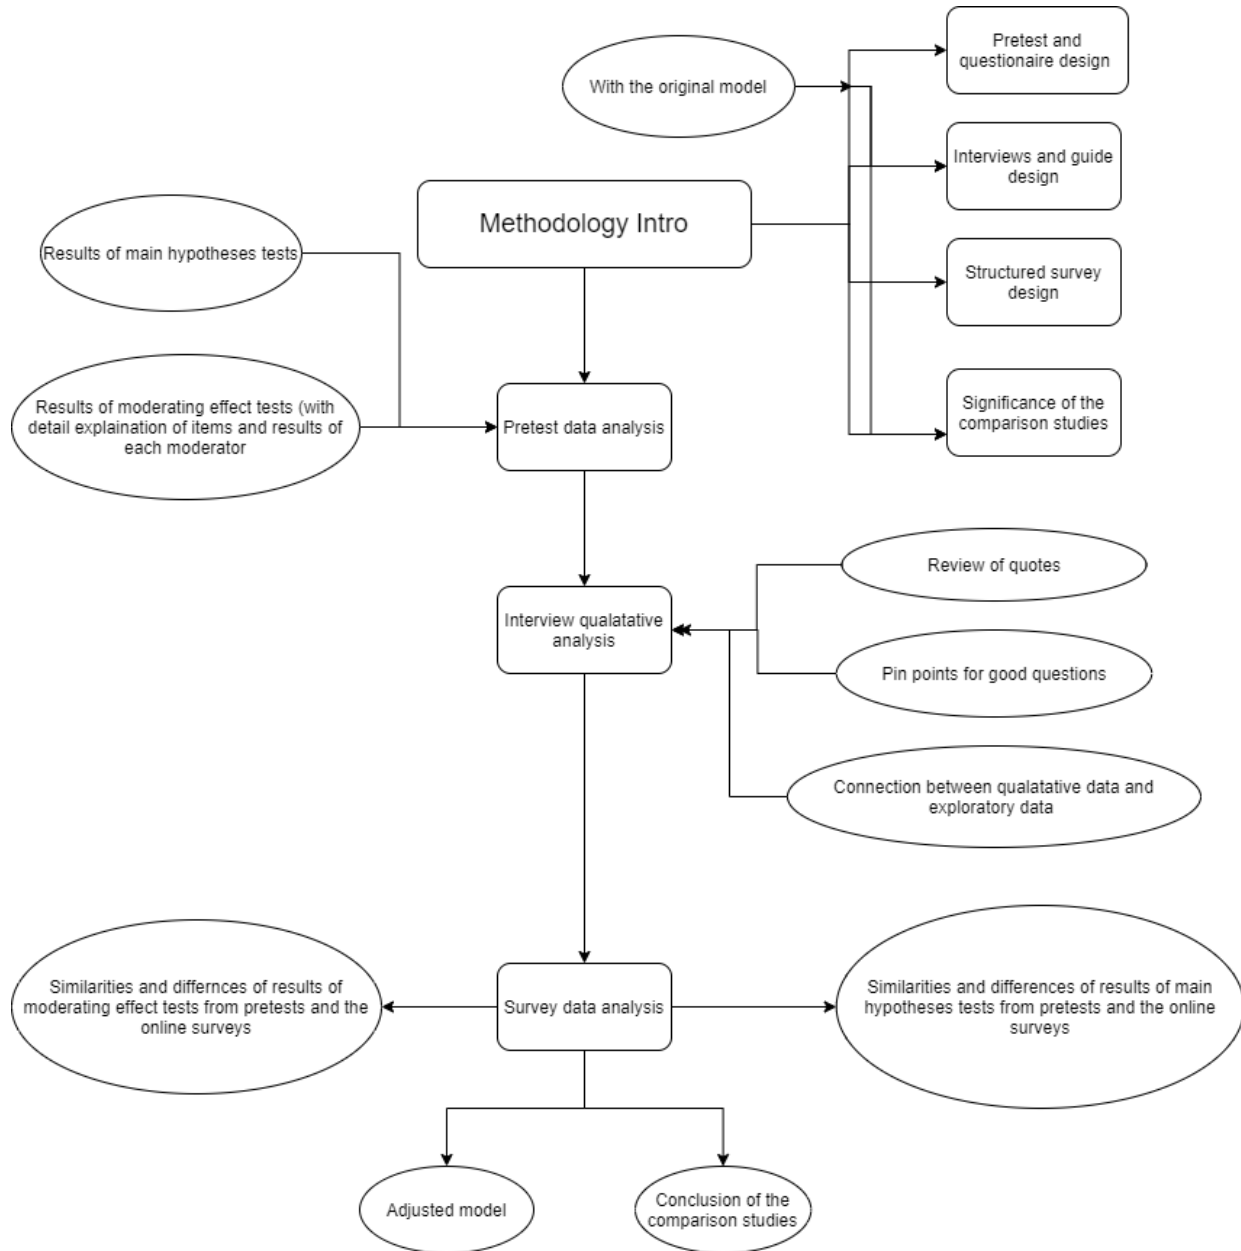 Pretest and
questionaire design
With the original model
Interviews and guide
design
Methodology Intro
Results of main hypotheses tests
Structured survey
design
Results of moderating effect tests (with
detail explaination of items and results of
each moderator
Pretest data analysis
Significance of the
comparison studies
Review of quotes
Interview qualatative
analysis
Pin points for good questions
Connection between qualatative data and
exploratory data
Similarities and differnces of results of
moderating effect tests from pretests and the
online surveys
Survey data analysis
Similarities and differences of results of main
hypotheses tests from pretests and the online
surveys
Adjusted model
Conclusion of the
comparison studies